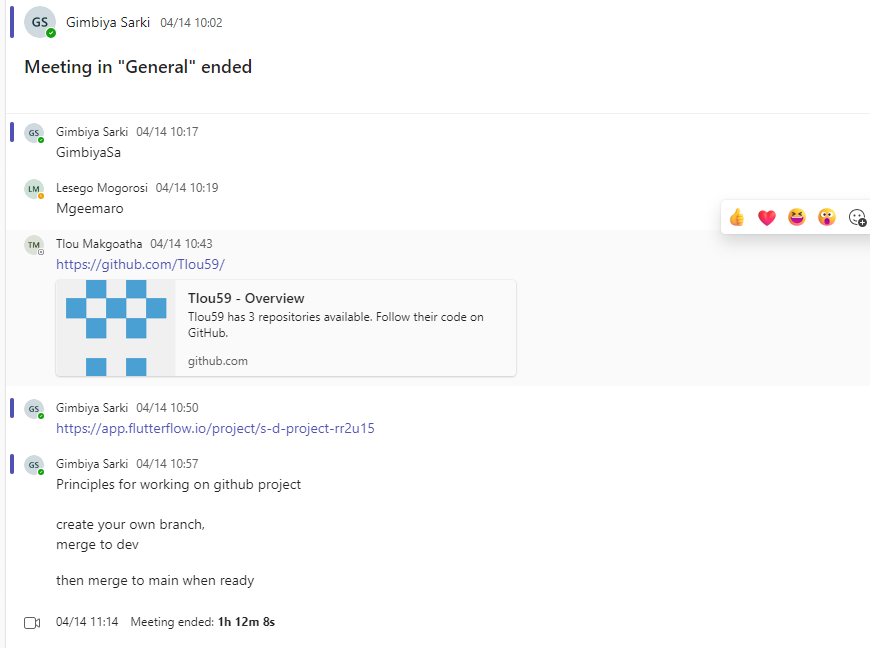 GS Gimbiya Sarki 04/14 10:02
Meeting in "General" ended
GS Gimbiya Sarki 04/14 10:17
GimbiyaSa
LM Lesego Mogorosi 04/14 10:19
Mgeemaro
TM Tlou Makgoatha 04/14 10:43
https://github.com/Tlou59/
Tlou59 - Overview
Tlou59 has 3 repositories available. Follow their code on
GitHub.
github.com
GS Gimbiya Sarki 04/14 10:50
https://app.flutterflow.io/project/s-d-project-rr2u15
GS Gimbiya Sarki 04/14 10:57
Principles for working on github project
create your own branch,
merge to dev
then merge to main when ready
04/14 11:14 Meeting ended: 1h 12m 8s